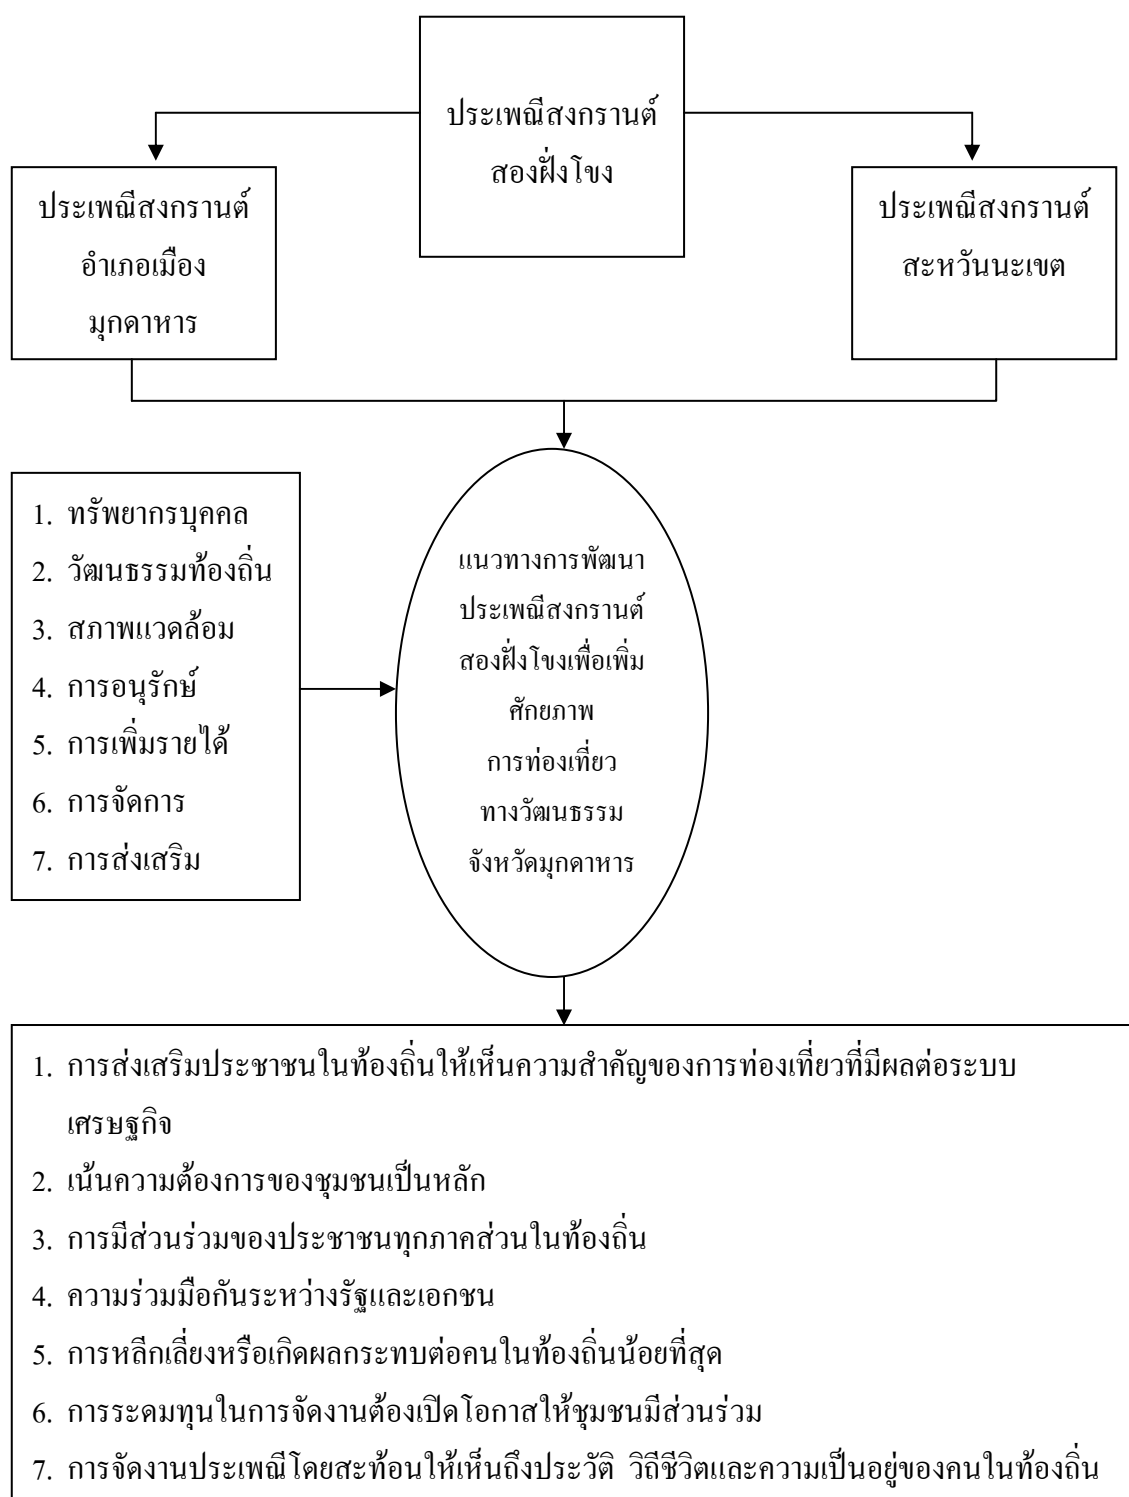 ประเพณีสงกรานต์
สองฝั่งโขง
ประเพณีสงกรานต์
อำเภอเมือง
มุกดาหาร
ประเพณีสงกรานต์
สะหวันนะเขต
1. ทรัพยากรบุคคล
2. วัฒนธรรมท้องถิ่น
3. สภาพแวดล้อม
4. การอนุรักษ์
5. การเพิ่มรายได้
6. การจัดการ
7. การส่งเสริม
แนวทางการพัฒนา
ประเพณีสงกรานต์
สองฝั่งโขงเพื่อเพิ่ม
ศักยภาพ
การท่องเที่ยว
ทางวัฒนธรรม
จังหวัดมุกดาหาร
1. การส่งเสริมประชาชนในท้องถิ่นให้เห็นความสำคัญของการท่องเที่ยวที่มีผลต่อระบบ
เศรษฐกิจ
2. เน้นความต้องการของชุมชนเป็นหลัก
3. การมีส่วนร่วมของประชาชนทุกภาคส่วนในท้องถิ่น
4. ความร่วมมือกันระหว่างรัฐและเอกชน
5. การหลีกเลี่ยงหรือเกิดผลกระทบต่อคนในท้องถิ่นน้อยที่สุด
6. การระดมทุนในการจัดงานต้องเปิดโอกาสให้ชุมชนมีส่วนร่วม
7. การจัดงานประเพณีโดยสะท้อนให้เห็นถึงประวัติ วิถีชีวิตและความเป็นอยู่ของคนในท้องถิ่น